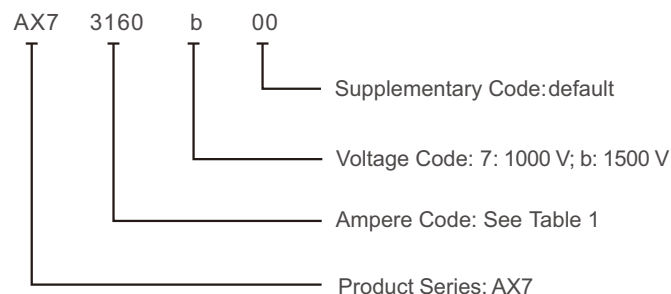 AX7 3160 b 00
Supplementary Code:default
Voltage Code: 7: 1000 V; b: 1500 V
Ampere Code: See Table 1
Product Series: AX7